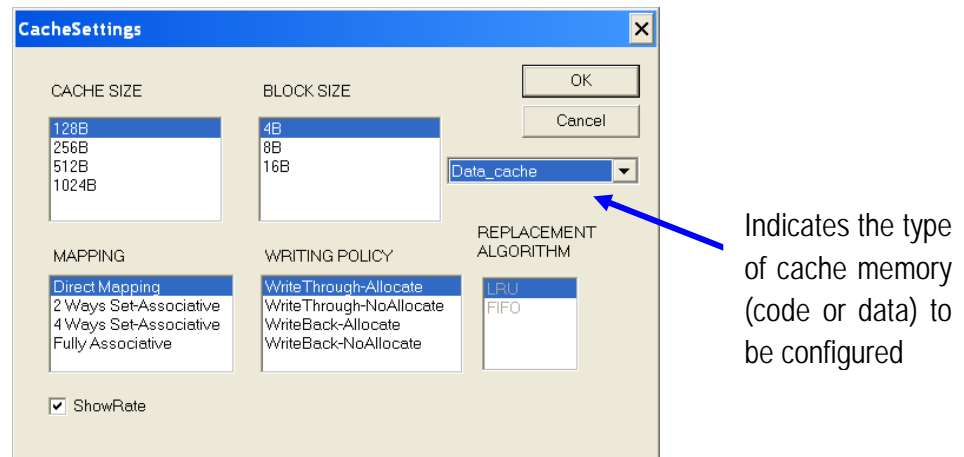 CacheSettings
CACHE SIZE
128B
256B
512B
1024B
BLOCK SIZE
4B
8B
16B
OK
Cancel
Data_cache
MAPPING
Direct Mapping
2 Ways Set-Associative
4 Ways Set-Associative
Fully Associative
WRITING POLICY
WriteThrough-Allocate
WriteThrough-NoAllocate
WriteBack-Allocate
WriteBack-NoAllocate
REPLACEMENT
ALGORITHM
LRU
FIFO
ShowRate
Indicates the type
of cache memory
(code or data) to
be configured